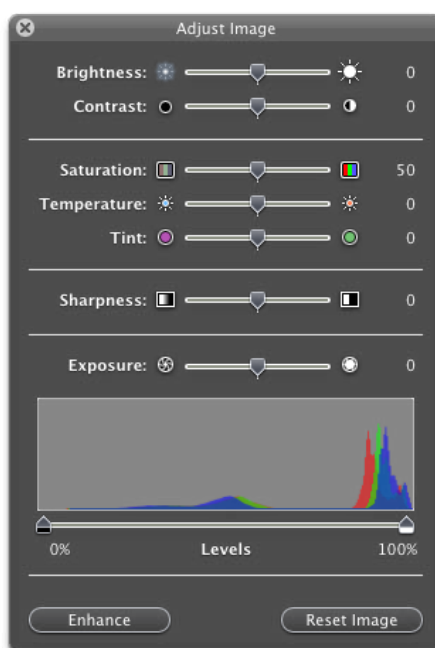 Adjust Image
Brightness: 0
Contrast: 0
Saturation: 50
Temperature: 0
Tint: 0
Sharpness: 0
Exposure: 0
0% Levels 100%
Enhance Reset Image